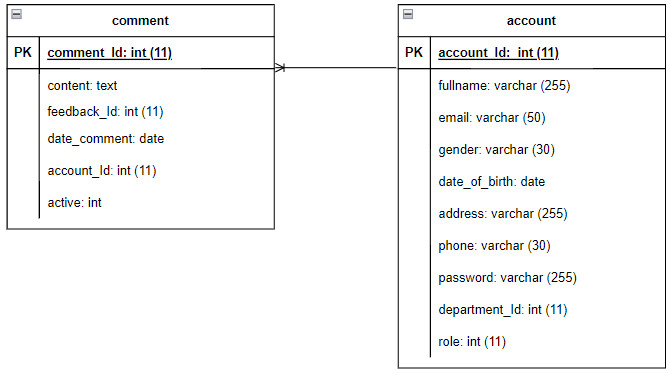 comment
PK comment_Id: int (11)
content: text
feedback_Id: int (11)
date_comment: date
account_Id: int (11)
active: int
account
PK account_Id: int (11)
fullname: varchar (255)
email: varchar (50)
gender: varchar (30)
date_of_birth: date
address: varchar (255)
phone: varchar (30)
password: varchar (255)
department_Id: int (11)
role: int (11)